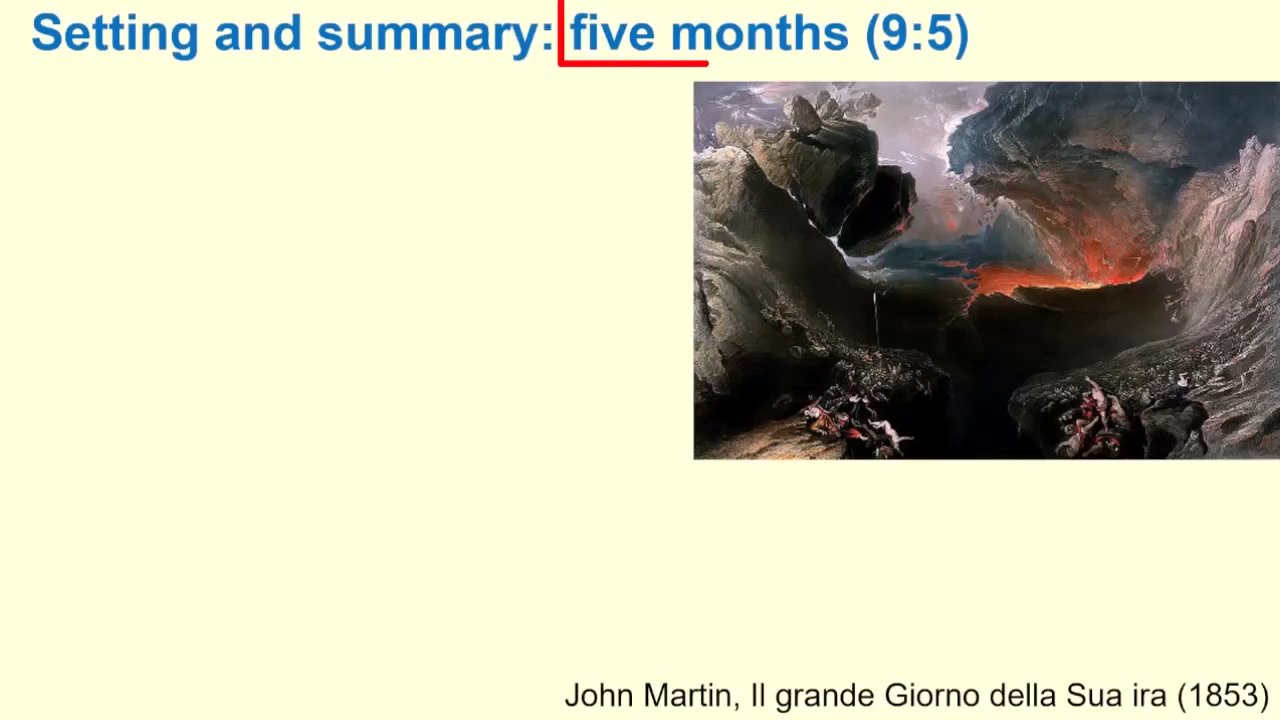 Setting and summary: five months (9:5)
John Martin, Il grande Giorno della Sua ira (1853)